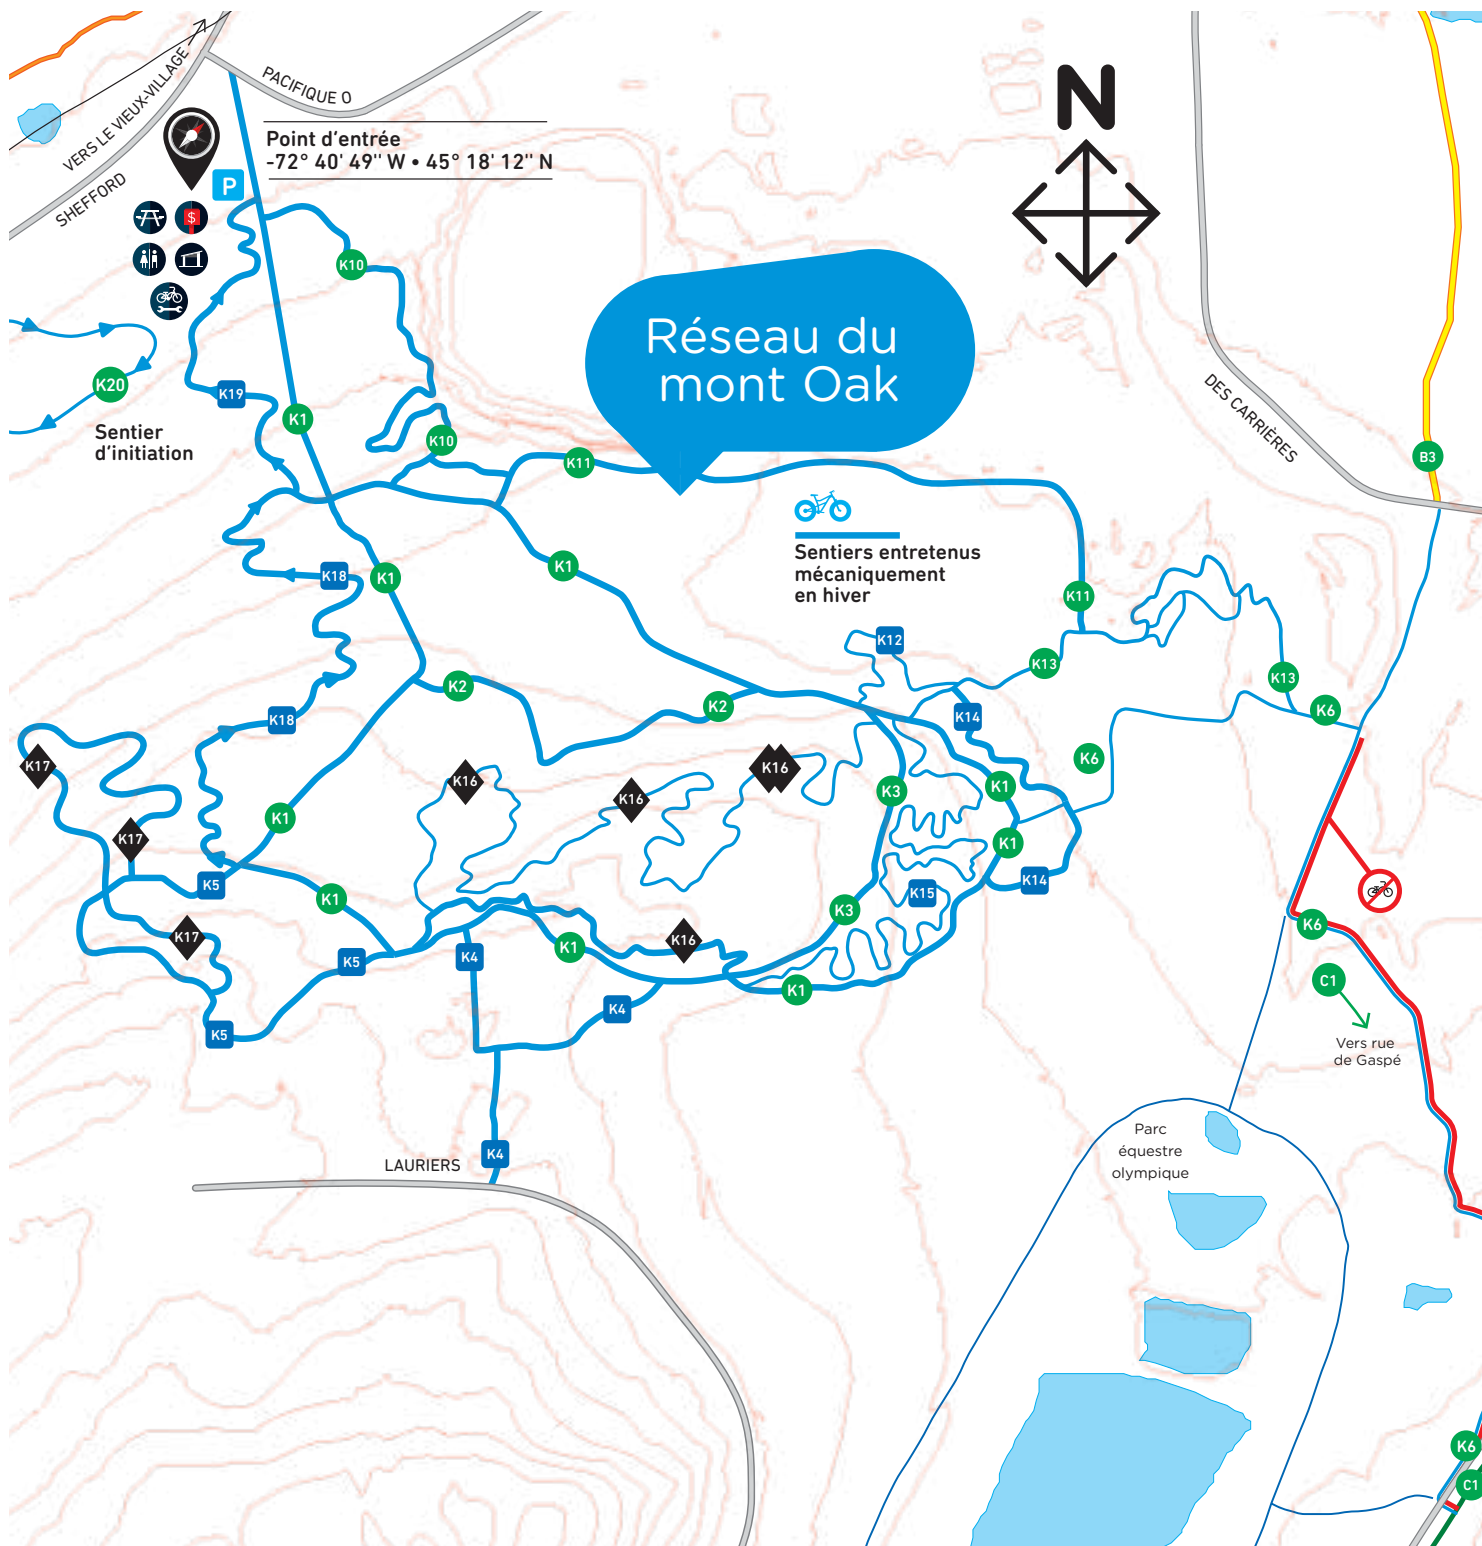 PACIFIQUE O
VERS LE VIEUX-VILLAGE
SHEFFORD
Point d'entrée
-72° 40' 49'' W • 45° 18' 12'' N
N
P
$
K10
Réseau du
mont Oak
K20
K19
K1
Sentier
d'initiation
K10
K11
DES CARRIÈRES
B3
Sentiers entretenus
mécaniquement
en hiver
K18
K1
K1
K11
K12
K13
K13
K2
K2
K14
K6
K18
K6
K17
K16
K16
K16
K3
K1
K1
K17
K1
K5
K1
K14
K15
K3
K6
K17
K16
K1
K4
K5
K1
C1
K4
K5
Vers rue
de Gaspé
Parc
équestre
olympique
K4
LAURIERS
K6
C1